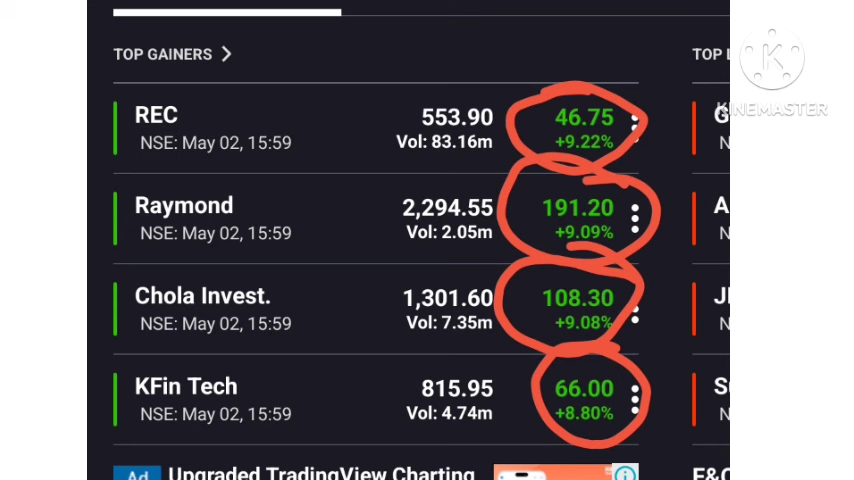 TOP GAINERS
TOP L
KINEMASTER
REC 553.90 46.75
NSE: May 02, 15:59 Vol: 83.16m +9.22%
Raymond 2,294.55 191.20 A
NSE: May 02, 15:59 Vol: 2.05m +9.09% N
Chola Invest. 1,301.60 108.30
NSE: May 02, 15:59 Vol: 7.35m +9.08% N
KFin Tech 815.95 66.00
NSE: May 02, 15:59 Vol: 4.74m +8.80% N
Ad Upgraded TradingView Charting